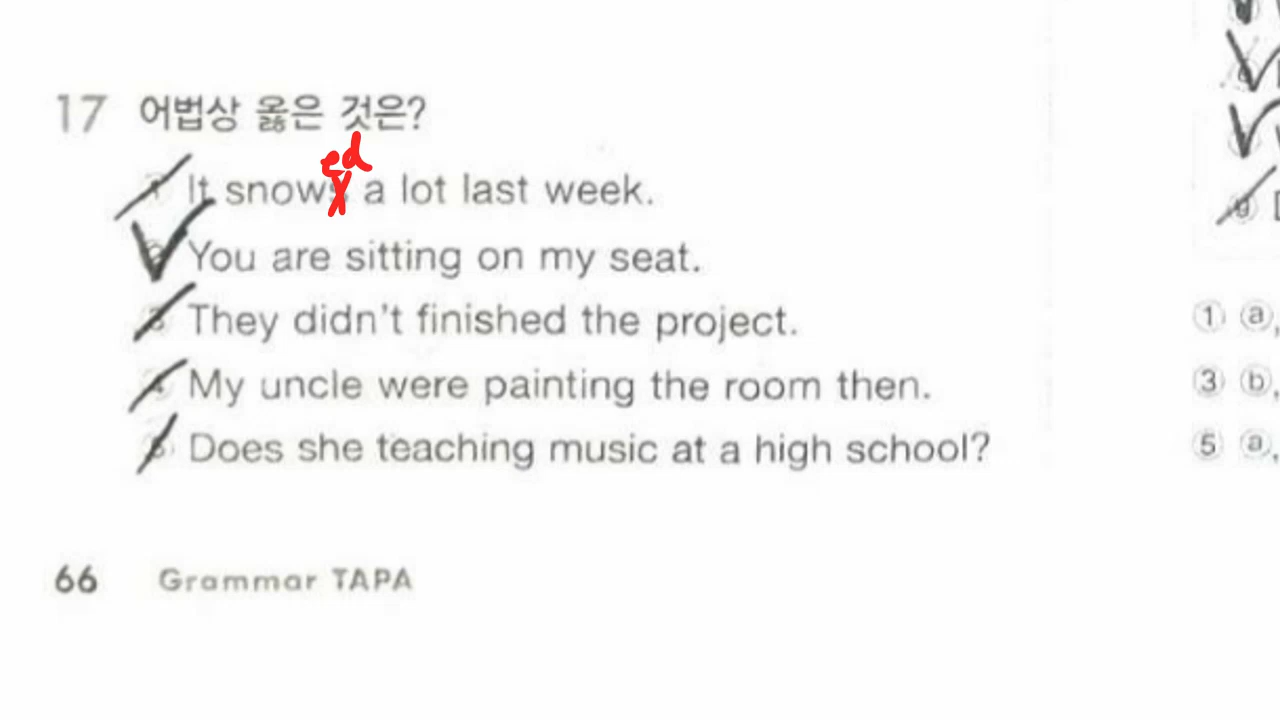 17 어법상 옳은 것은?
ed
It snows a lot last week.
You are sitting on my seat.
They didn't finished the project.
My uncle were painting the room then.
Does she teaching music at a high school?
① ⓐ,
③ ⓑ,
⑤ ⓐ,
66 Grammar TAPA